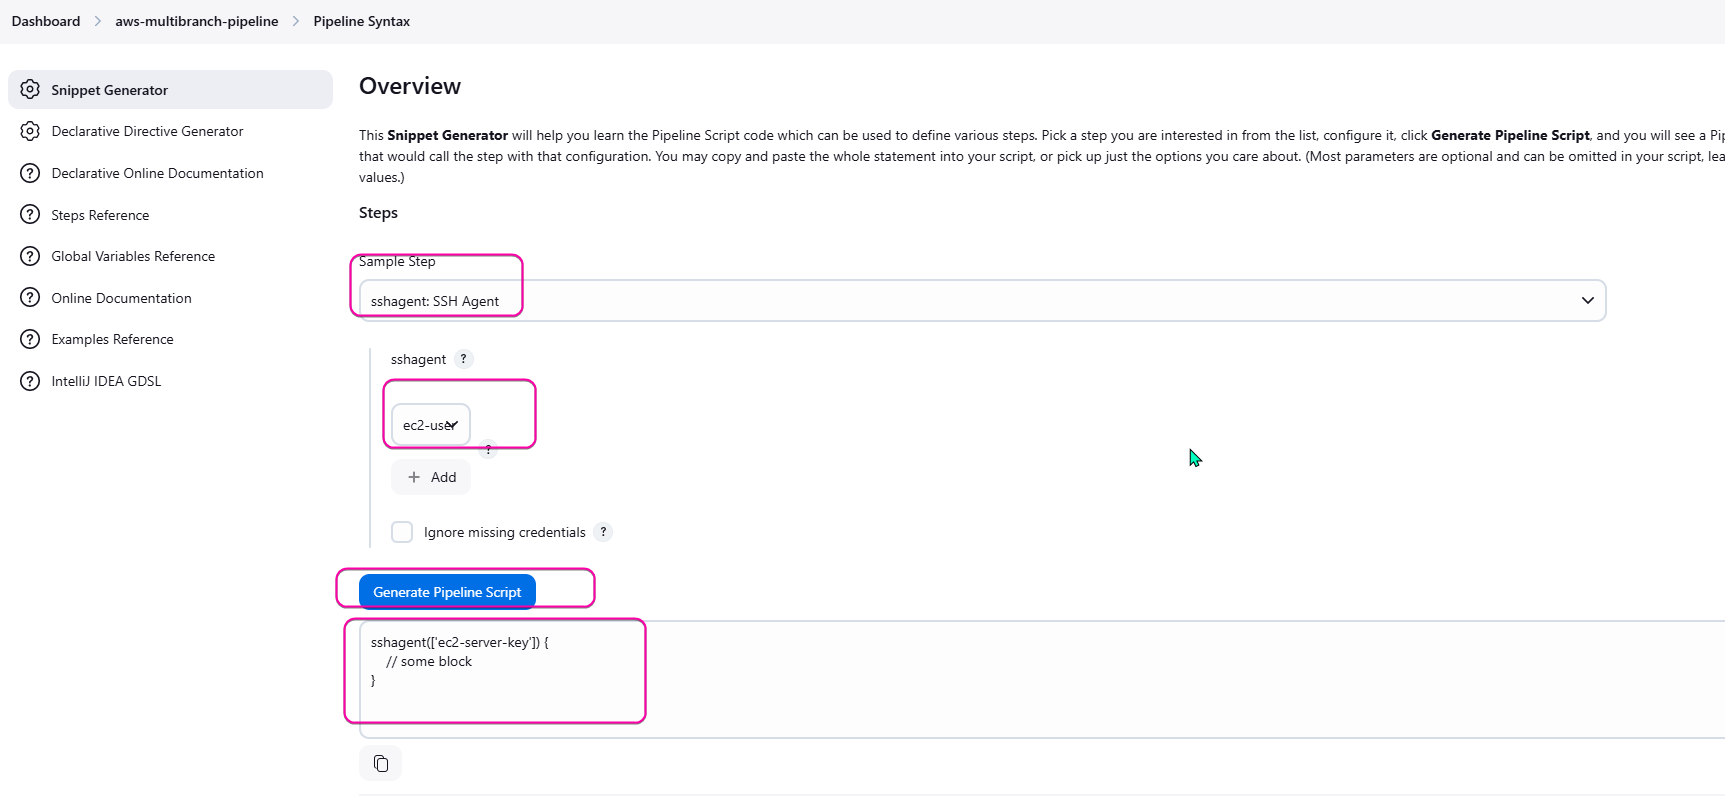 Dashboard > aws-multibranch-pipeline > Pipeline Syntax
Snippet Generator
Declarative Directive Generator
Declarative Online Documentation
Steps Reference
Global Variables Reference
Online Documentation
Examples Reference
IntelliJ IDEA GDSL
Overview
This Snippet Generator will help you learn the Pipeline Script code which can be used to define various steps. Pick a step you are interested in from the list, configure it, click Generate Pipeline Script, and you will see a
that would call the step with that configuration. You may copy and paste the whole statement into your script, or pick up just the options you care about. (Most parameters are optional and can be omitted in your script,
values.)
Steps
Sample Step
sshagent: SSH Agent
sshagent ?
ec2-user
?
+ Add
Ignore missing credentials ?
Generate Pipeline Script
sshagent(['ec2-server-key']) {
// some block
}